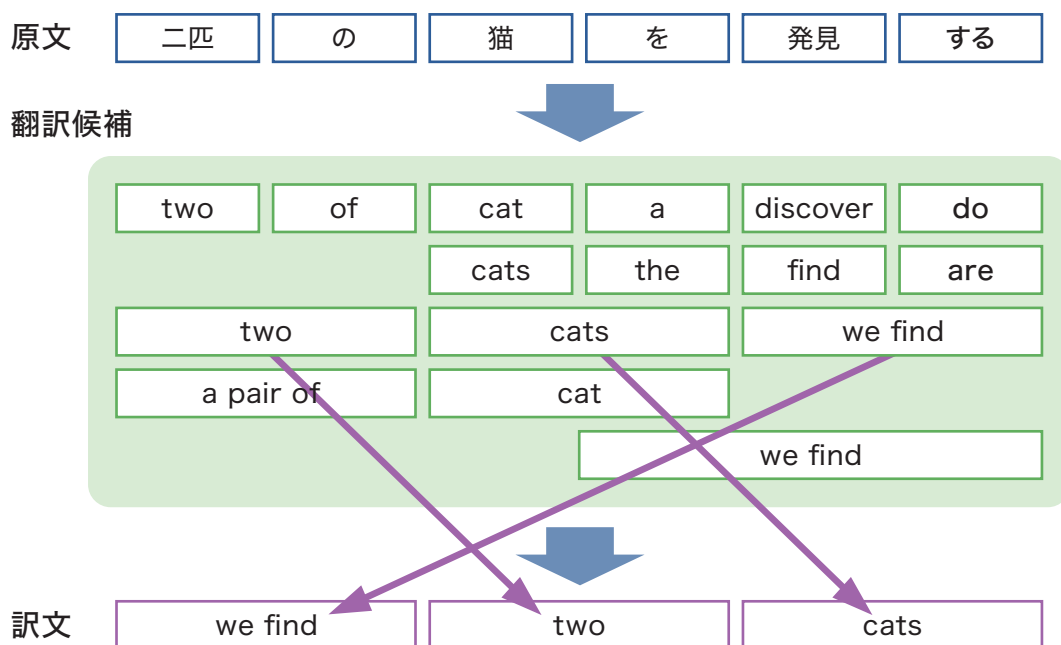 原文 二匹 の 猫 を 発見 する
翻訳候補
two of cat a discover do
cats the find are
two cats we find
a pair of cat
we find
訳文 we find two cats